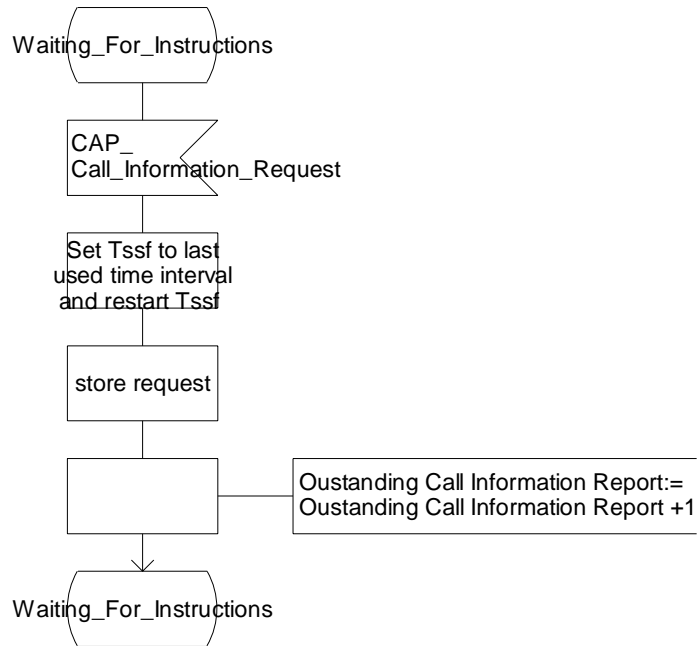 Waiting_For_Instructions
CAP_
Call_Information_Request
Set Tssf to last
used time interval
and restart Tssf
store request
Oustanding Call Information Report:=
Oustanding Call Information Report +1
Waiting_For_Instructions